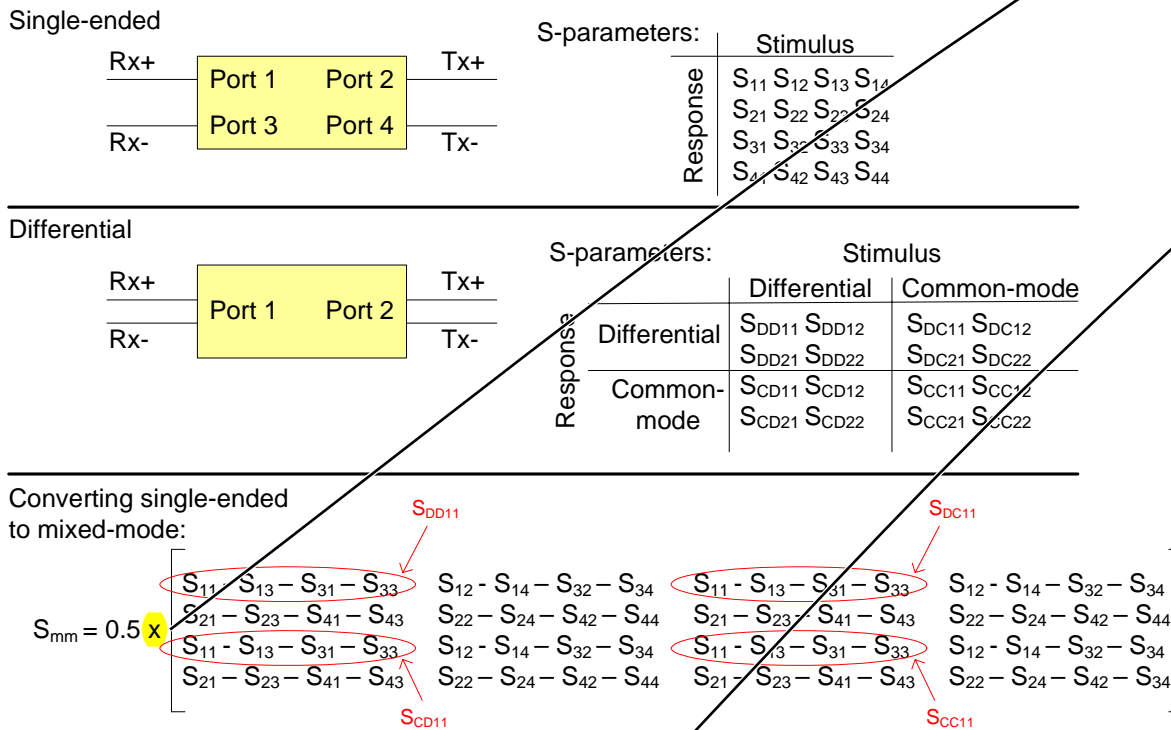 Single-ended
Rx+ Tx+
Port 1 Port 2
Port 3 Port 4
Rx- Tx-
S-parameters:
Stimulus
Response
S11 S12 S13 S14
S21 S22 S23 S24
S31 S32 S33 S34
S41 S42 S43 S44
Differential
Rx+ Tx+
Port 1 Port 2
Rx- Tx-
S-parameters: Stimulus
Differential Common-mode
Response
Differential
SDD11 SDD12 SDC11 SDC12
SDD21 SDD22 SDC21 SDC22
Common-
mode
SCD11 SCD12 SCC11 SCC12
SCD21 SCD22 SCC21 SCC22
Converting single-ended
to mixed-mode:
SDD11 SDC11
Smm = 0.5 x
S11 - S13 – S31 – S33 S12 - S14 – S32 – S34 S11 - S13 – S31 – S33 S12 - S14 – S32 – S34
S21 – S23 – S41 – S43 S22 – S24 – S42 – S44 S21 – S23 – S41 – S43 S22 – S24 – S42 – S44
S11 - S13 – S31 – S33 S12 - S14 – S32 – S34 S11 - S13 – S31 – S33 S12 - S14 – S32 – S34
S21 – S23 – S41 – S43 S22 – S24 – S42 – S44 S21 – S23 – S41 – S43 S22 – S24 – S42 – S34
SCD11 SCC11